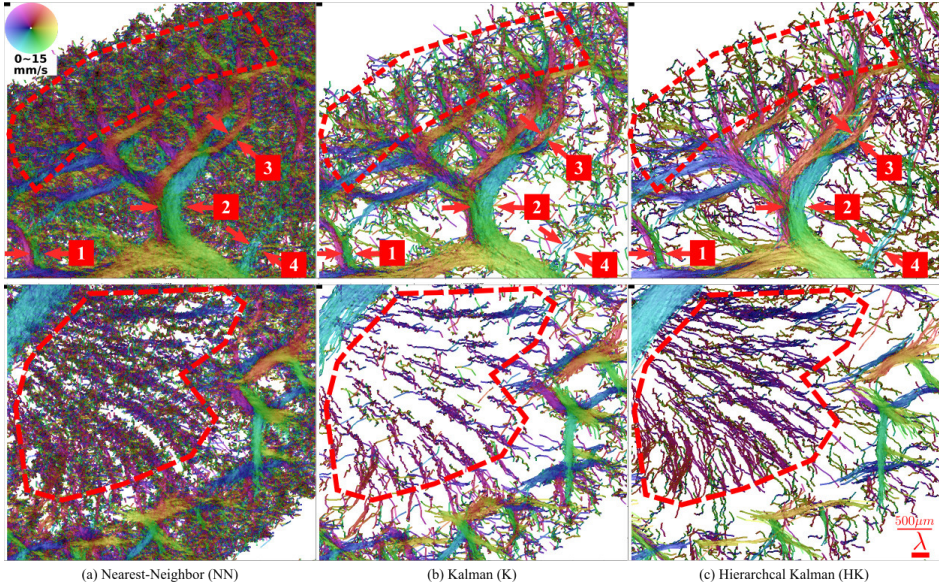 0~15
mm/s
1
2
3
4
1
2
3
4
1
2
3
4
500μm
λ
(a) Nearest-Neighbor (NN)
(b) Kalman (K)
(c) Hierarchcal Kalman (HK)